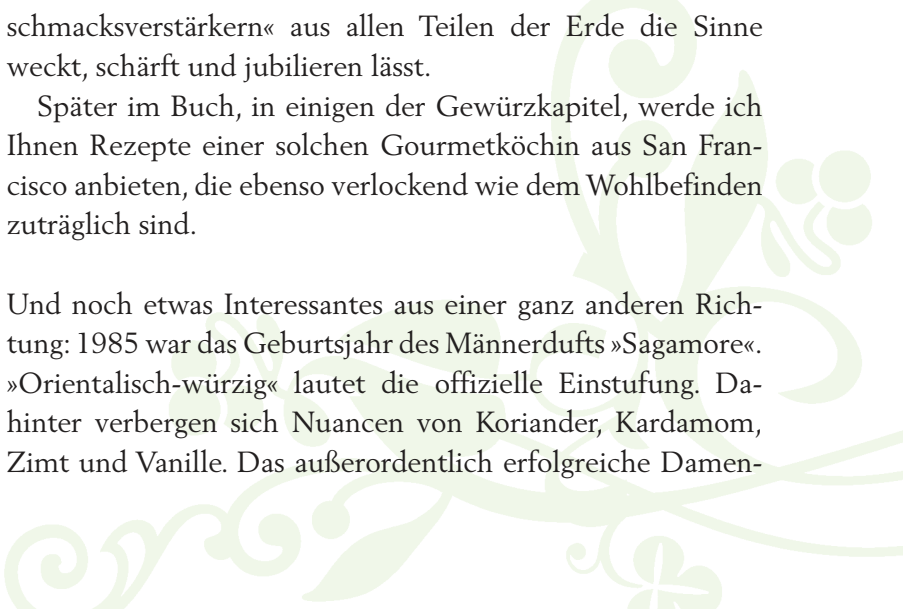 schmacksverstärkern« aus allen Teilen der Erde die Sinne
weckt, schärft und jubilieren lässt.
Später im Buch, in einigen der Gewürzkapitel, werde ich
Ihnen Rezepte einer solchen Gourmetköchin aus San Fran-
cisco anbieten, die ebenso verlockend wie dem Wohlbefinden
zuträglich sind.
Und noch etwas Interessantes aus einer ganz anderen Rich-
tung: 1985 war das Geburtsjahr des Männerdufts »Sagamore«.
»Orientalisch-würzig« lautet die offizielle Einstufung. Da-
hinter verbergen sich Nuancen von Koriander, Kardamom,
Zimt und Vanille. Das außerordentlich erfolgreiche Damen-